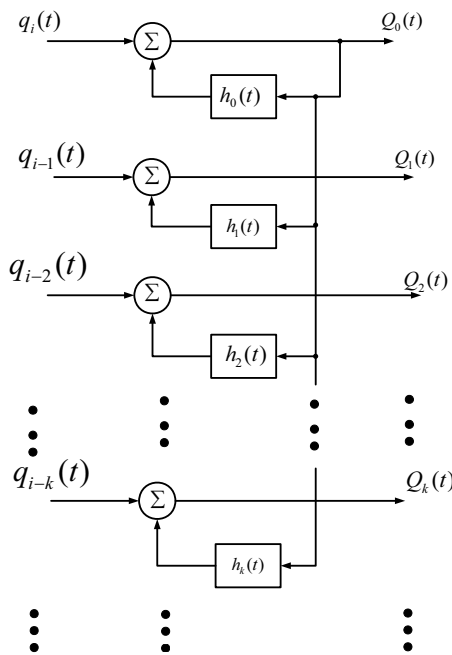 q_i(t) Σ Q_0(t)
h_0(t)
q_{i-1}(t) Σ Q_1(t)
h_1(t)
q_{i-2}(t) Σ Q_2(t)
h_2(t)
q_{i-k}(t) Σ Q_k(t)
h_k(t)